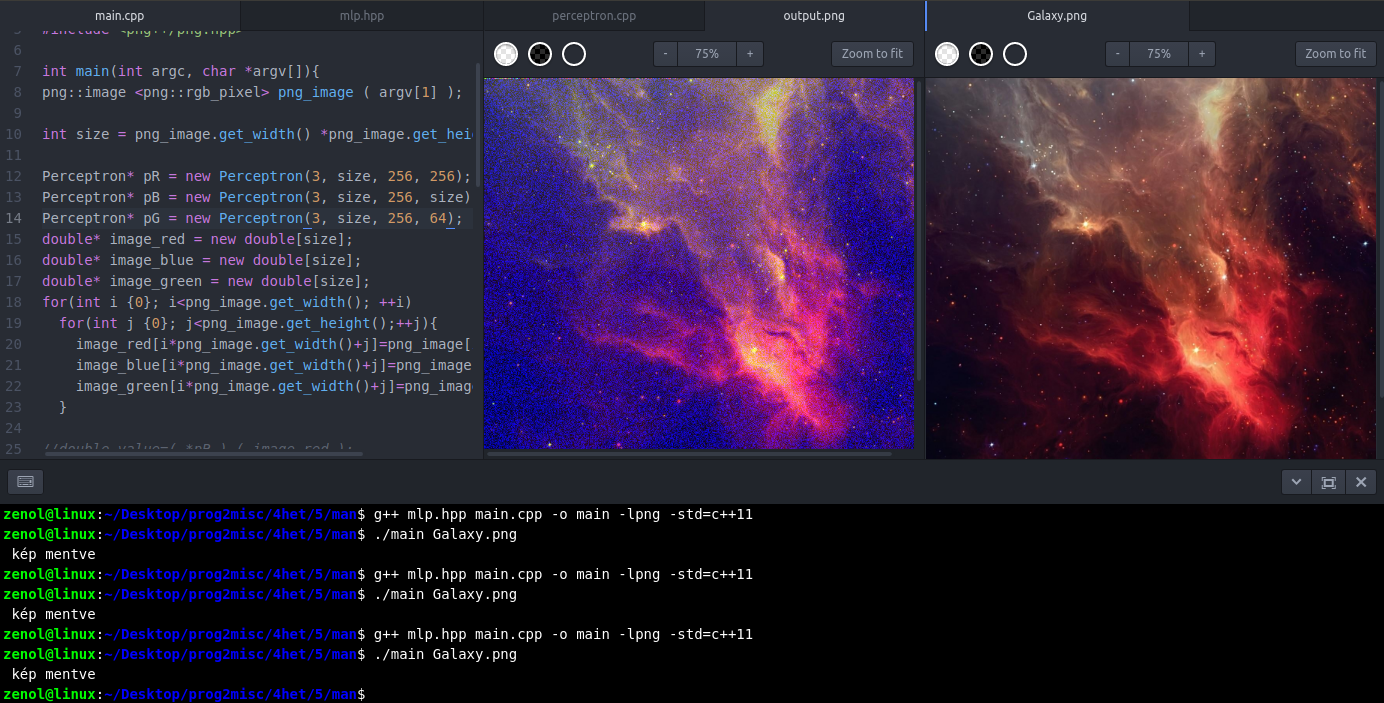 main.cpp
mlp.hpp
perceptron.cpp
output.png
Galaxy.png
- 75% + Zoom to fit
- 75% + Zoom to fit
5 #include <png++/png.hpp>
6
7 int main(int argc, char *argv[]){
8 png::image <png::rgb_pixel> png_image ( argv[1] );
9
10 int size = png_image.get_width() *png_image.get_hei
11
12 Perceptron* pR = new Perceptron(3, size, 256, 256);
13 Perceptron* pB = new Perceptron(3, size, 256, size)
14 Perceptron* pG = new Perceptron(3, size, 256, 64);
15 double* image_red = new double[size];
16 double* image_blue = new double[size];
17 double* image_green = new double[size];
18 for(int i {0}; i<png_image.get_width(); ++i)
19 for(int j {0}; j<png_image.get_height();++j){
20 image_red[i*png_image.get_width()+j]=png_image[
21 image_blue[i*png_image.get_width()+j]=png_image
22 image_green[i*png_image.get_width()+j]=png_imag
23 }
24
25 //double value=( *pR ) ( image_red );
zenol@linux:~/Desktop/prog2misc/4het/5/man$ g++ mlp.hpp main.cpp -o main -lpng -std=c++11
zenol@linux:~/Desktop/prog2misc/4het/5/man$ ./main Galaxy.png
kép mentve
zenol@linux:~/Desktop/prog2misc/4het/5/man$ g++ mlp.hpp main.cpp -o main -lpng -std=c++11
zenol@linux:~/Desktop/prog2misc/4het/5/man$ ./main Galaxy.png
kép mentve
zenol@linux:~/Desktop/prog2misc/4het/5/man$ g++ mlp.hpp main.cpp -o main -lpng -std=c++11
zenol@linux:~/Desktop/prog2misc/4het/5/man$ ./main Galaxy.png
kép mentve
zenol@linux:~/Desktop/prog2misc/4het/5/man$